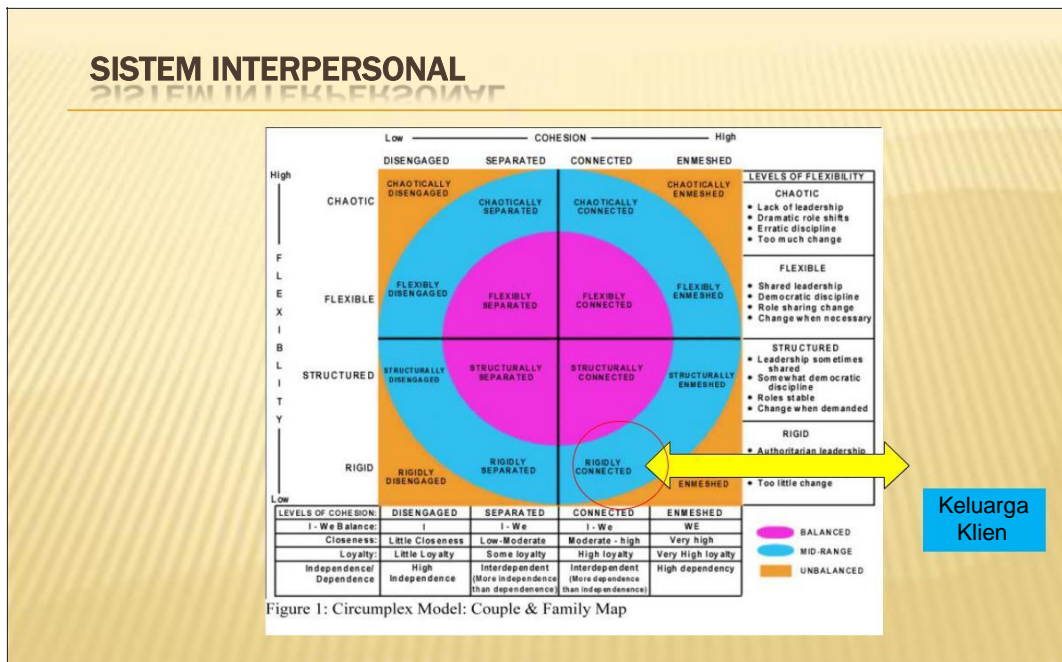 SISTEM INTERPERSONAL
Low COHESION High
DISENGAGED SEPARATED CONNECTED ENMESHED
High
FLEXIBLITY
Low
CHAOTIC
FLEXIBLE
STRUCTURED
RIGID
CHAOTICALLY
DISENGAGED
CHAOTICALLY
SEPARATED
CHAOTICALLY
CONNECTED
CHAOTICALLY
ENMESHED
FLEXIBLY
DISENGAGED
FLEXIBLY
SEPARATED
FLEXIBLY
CONNECTED
FLEXIBLY
ENMESHED
STRUCTURALLY
DISENGAGED
STRUCTURALLY
SEPARATED
STRUCTURALLY
CONNECTED
STRUCTURALLY
ENMESHED
RIGIDLY
DISENGAGED
RIGIDLY
SEPARATED
RIGIDLY
CONNECTED
ENMESHED
LEVELS OF FLEXIBILITY
CHAOTIC
• Lack of leadership
• Dramatic role shifts
• Erratic discipline
• Too much change
FLEXIBLE
• Shared leadership
• Democratic discipline
• Role sharing change
• Change when necessary
STRUCTURED
• Leadership sometimes
shared
• Somewhat democratic
discipline
• Roles stable
• Change when demanded
RIGID
• Authoritarian leadership
• Too little change
LEVELS OF COHESION: DISENGAGED SEPARATED CONNECTED ENMESHED
I - We Balance: I I - We I - We WE
Closeness: Little Closeness Low-Moderate Moderate - high Very high
Loyalty: Little Loyalty Some loyalty High loyalty Very High loyalty
Independence/
Dependence
High
Independence
Interdependent
(More independence
than dependenence)
Interdependent
(More dependence
than independenence)
High dependency
BALANCED
MID-RANGE
UNBALANCED
Keluarga
Klien
Figure 1: Circumplex Model: Couple & Family Map